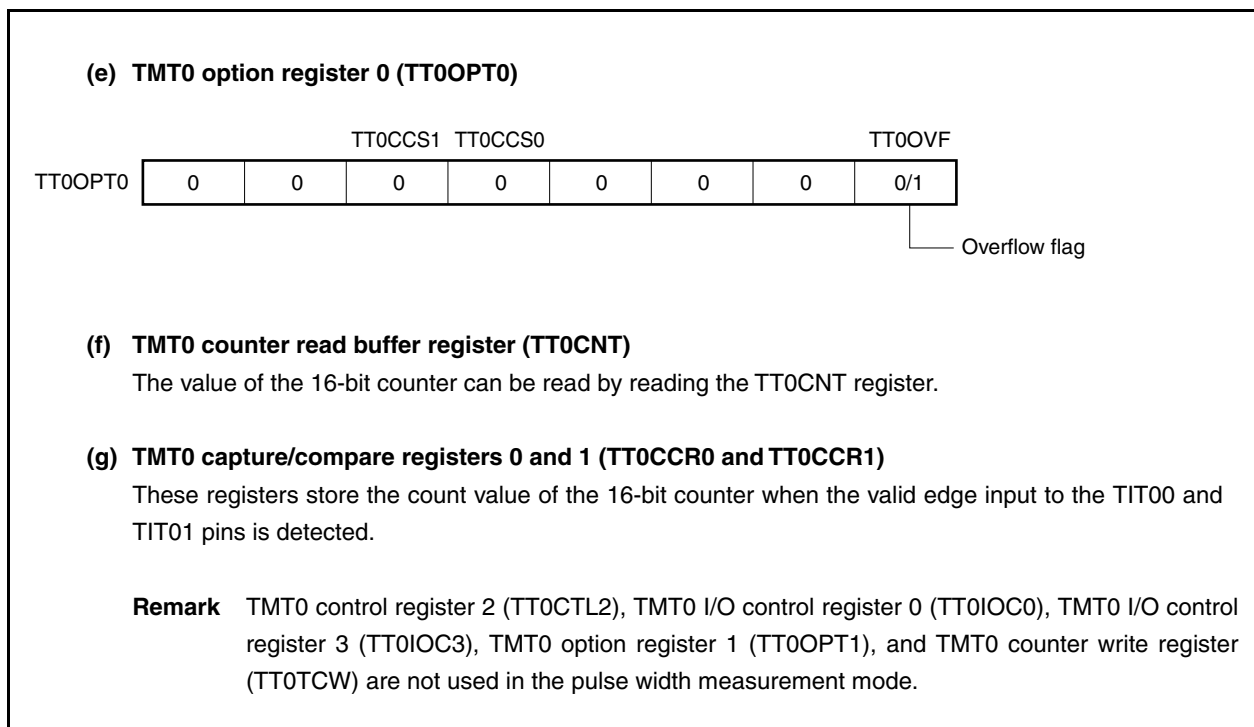 (e) TMT0 option register 0 (TT0OPT0)
TT0CCS1 TT0CCS0 TT0OVF
TT0OPT0 0 0 0 0 0 0 0 0/1
Overflow flag
(f) TMT0 counter read buffer register (TT0CNT)
The value of the 16-bit counter can be read by reading the TT0CNT register.
(g) TMT0 capture/compare registers 0 and 1 (TT0CCR0 and TT0CCR1)
These registers store the count value of the 16-bit counter when the valid edge input to the TIT00 and
TIT01 pins is detected.
Remark TMT0 control register 2 (TT0CTL2), TMT0 I/O control register 0 (TT0IOC0), TMT0 I/O control
register 3 (TT0IOC3), TMT0 option register 1 (TT0OPT1), and TMT0 counter write register
(TT0TCW) are not used in the pulse width measurement mode.